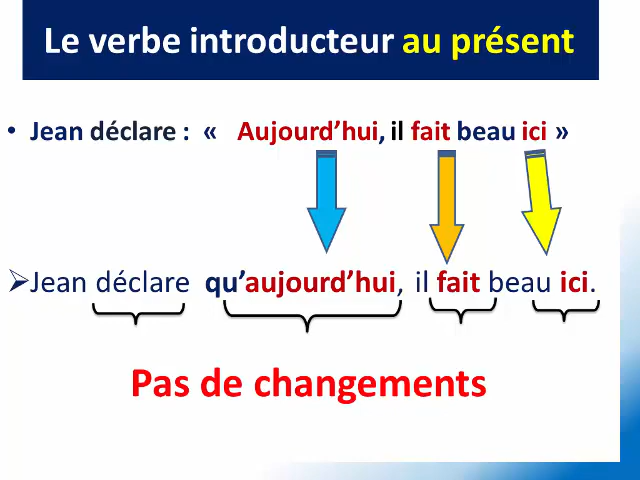 Le verbe introducteur au présent
• Jean déclare : « Aujourd’hui, il fait beau ici »
➢Jean déclare qu’aujourd’hui, il fait beau ici.
Pas de changements